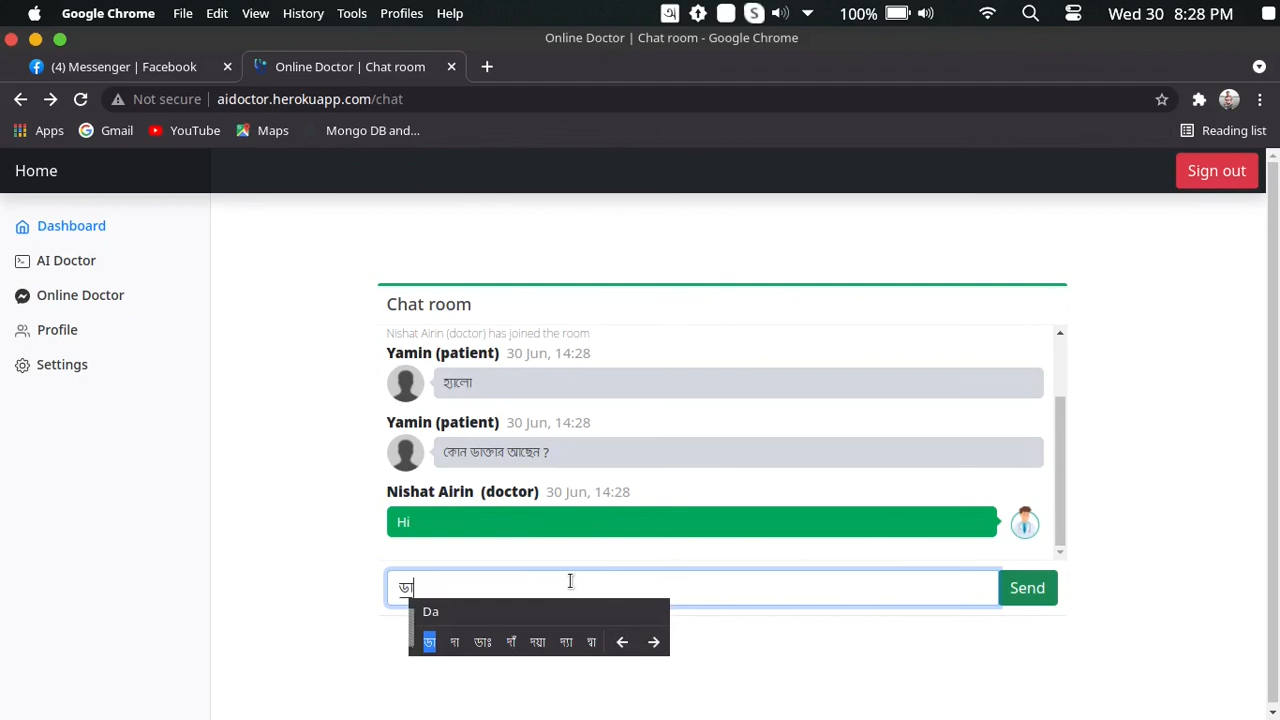 Google Chrome File Edit View History Tools Profiles Help 100% Wed 30 8:28 PM
Online Doctor | Chat room - Google Chrome
(4) Messenger | Facebook Online Doctor | Chat room
Not secure aidoctor.herokuapp.com/chat
Apps Gmail YouTube Maps Mongo DB and... Reading list
Home Sign out
Dashboard
AI Doctor
Online Doctor
Profile
Settings
Chat room
Nishat Airin (doctor) has joined the room
Yamin (patient) 30 Jun, 14:28
হ্যালো
Yamin (patient) 30 Jun, 14:28
কোন ডাক্তার আছেন ?
Nishat Airin (doctor) 30 Jun, 14:28
Hi
ডা Send
Da
ডা দা ডাঃ দাঁ দয়া দ্যা দ্বা